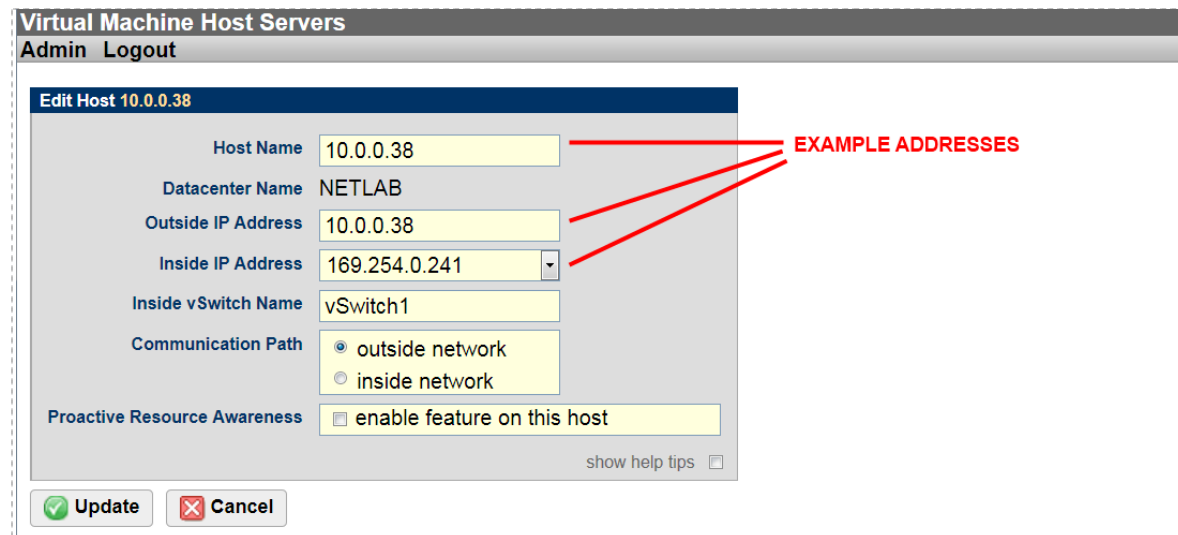 Virtual Machine Host Servers
Admin Logout
Edit Host 10.0.0.38
Host Name 10.0.0.38 EXAMPLE ADDRESSES
Datacenter Name NETLAB
Outside IP Address 10.0.0.38
Inside IP Address 169.254.0.241
Inside vSwitch Name vSwitch1
Communication Path outside network
inside network
Proactive Resource Awareness enable feature on this host
show help tips
Update Cancel